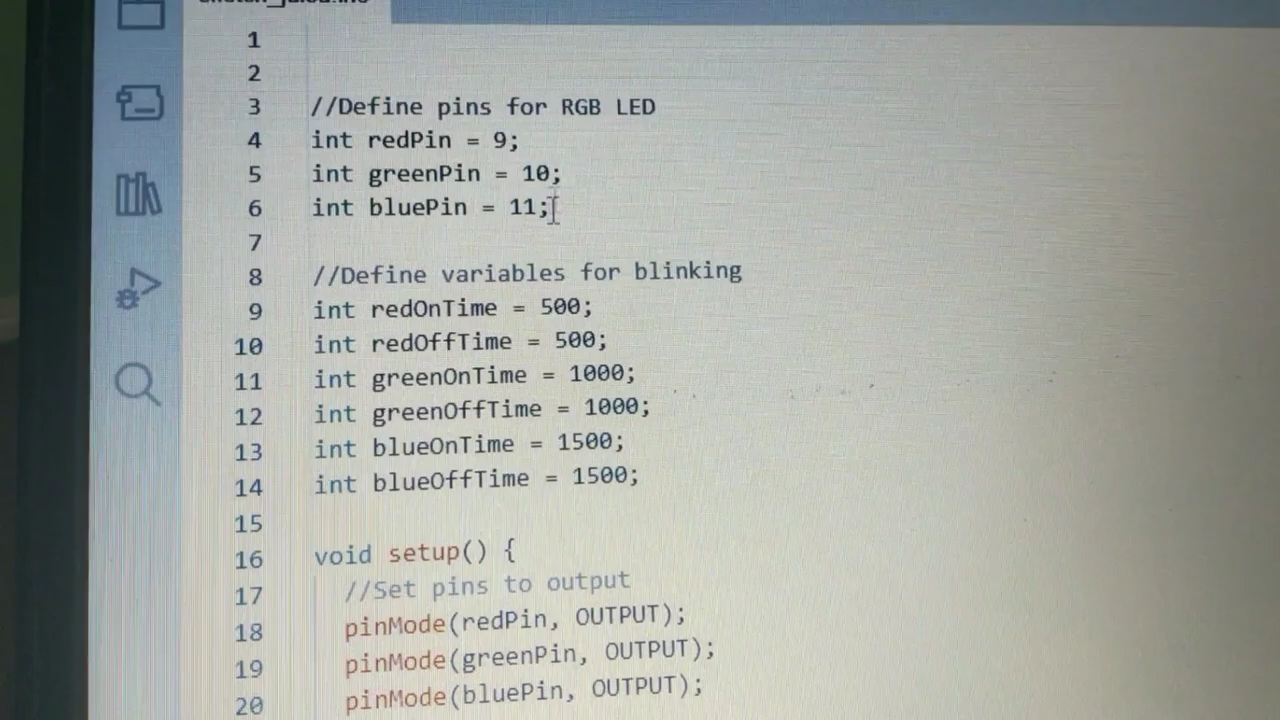 1
2
3 //Define pins for RGB LED
4 int redPin = 9;
5 int greenPin = 10;
6 int bluePin = 11;
7
8 //Define variables for blinking
9 int redOnTime = 500;
10 int redOffTime = 500;
11 int greenOnTime = 1000;
12 int greenOffTime = 1000;
13 int blueOnTime = 1500;
14 int blueOffTime = 1500;
15
16 void setup() {
17 //Set pins to output
18 pinMode(redPin, OUTPUT);
19 pinMode(greenPin, OUTPUT);
20 pinMode(bluePin, OUTPUT);